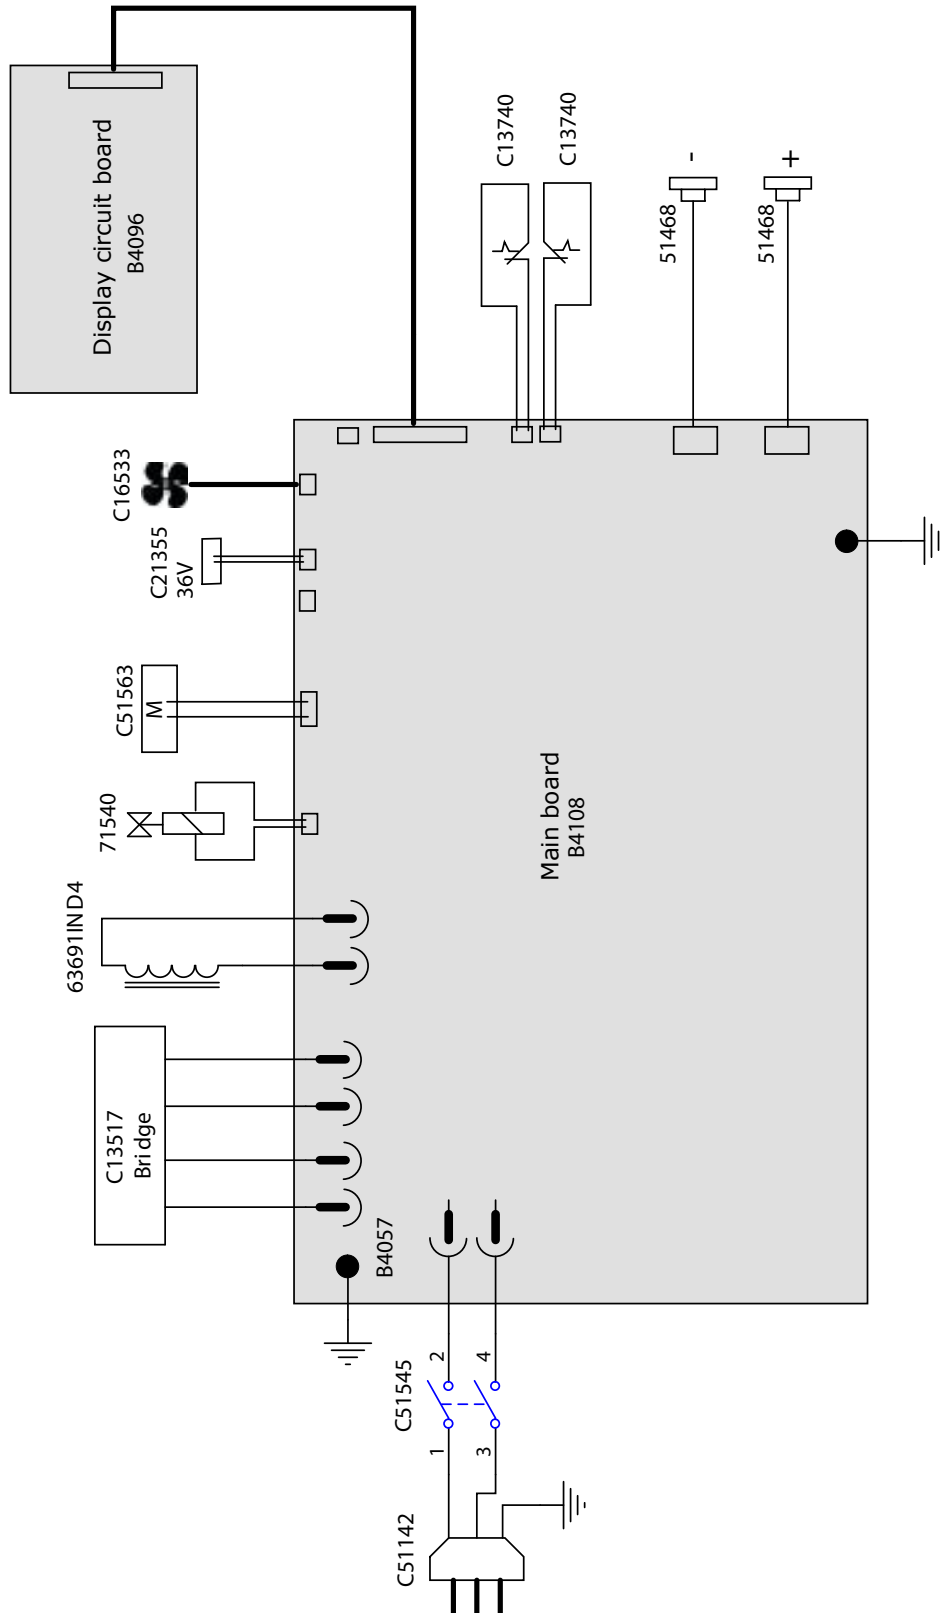 Display circuit board
B4096
C13740
C13740
-
+
51468
51468
C16533
C21355
36V
C51563
M
71540
63691IND4
Main board
B4108
C13517
Bridge
B4057
C51545
2
4
1
3
C51142